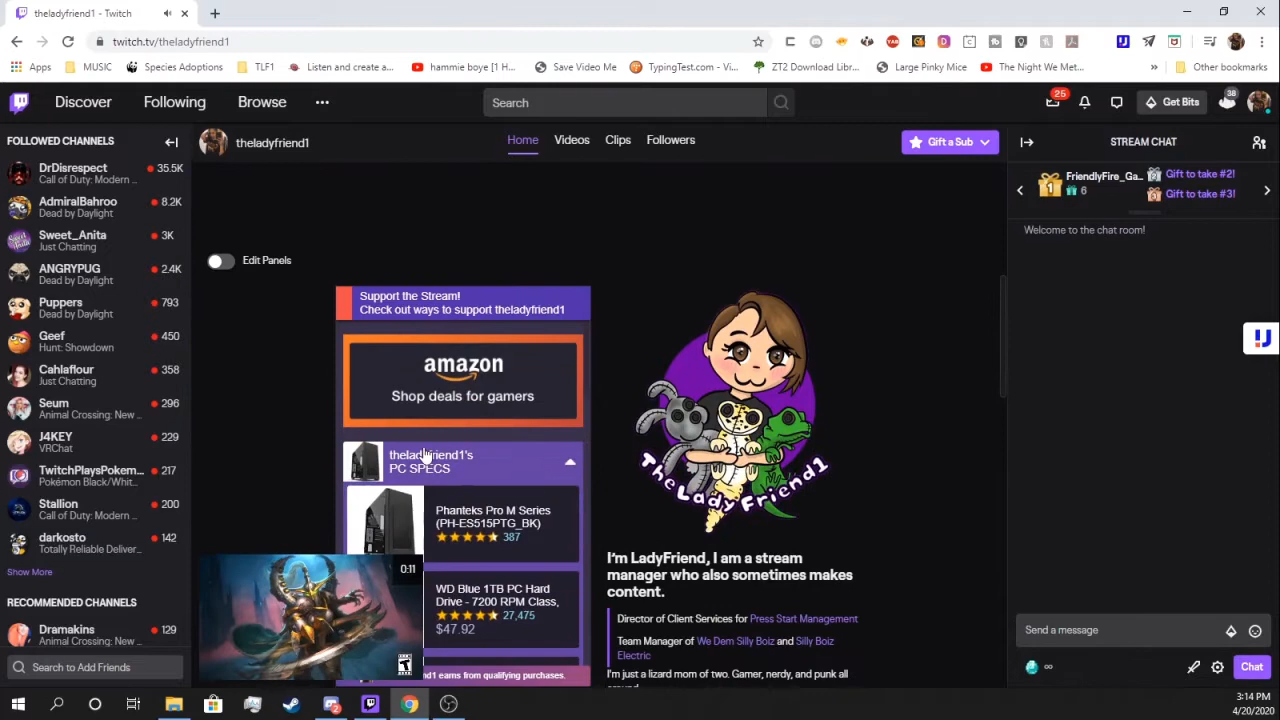 theladyfriend1 - Twitch
twitch.tv/theladyfriend1
Apps
MUSIC
Species Adoptions
TLF1
Listen and create a...
hammie boye [1 H...
Save Video Me
TypingTest.com - Vi...
ZT2 Download Libr...
Large Pinky Mice
The Night We Met...
»
Other bookmarks
Discover
Following
Browse
Search
25
Get Bits
38
FOLLOWED CHANNELS
DrDisrespect
35.5K
Call of Duty: Modern ..
AdmiralBahroo
8.2K
Dead by Daylight
Sweet_Anita
3K
Just Chatting
ANGRYPUG
2.4K
Dead by Daylight
Puppers
793
Dead by Daylight
Geef
450
Hunt: Showdown
Cahlaflour
358
Just Chatting
Seum
296
Animal Crossing: New ..
J4KEY
229
VRChat
TwitchPlaysPokem...
217
Pokémon Black/Whit...
Stallion
200
Call of Duty: Modern ..
darkosto
142
Totally Reliable Deliver...
Show More
RECOMMENDED CHANNELS
Dramakins
129
Animal Crossing: New ..
Search to Add Friends
theladyfriend1
Home
Videos
Clips
Followers
Gift a Sub
Edit Panels
Support the Stream!
Check out ways to support theladyfriend1
amazon
Shop deals for gamers
theladyfriend1's
PC SPECS
Phanteks Pro M Series
(PH-ES515PTG_BK)
387
WD Blue 1TB PC Hard
Drive - 7200 RPM Class,
27,475
$47.92
earns from qualifying purchases.
0:11
T
TheLadyFriend1
I'm LadyFriend, I am a stream
manager who also sometimes makes
content.
Director of Client Services for Press Start Management
Team Manager of We Dem Silly Boiz and Silly Boiz
Electric
I'm just a lizard mom of two. Gamer, nerdy, and punk all
STREAM CHAT
1
FriendlyFire_Ga...
6
Gift to take #2!
Gift to take #3!
Welcome to the chat room!
Send a message
∞
Chat
3:14 PM
4/20/2020